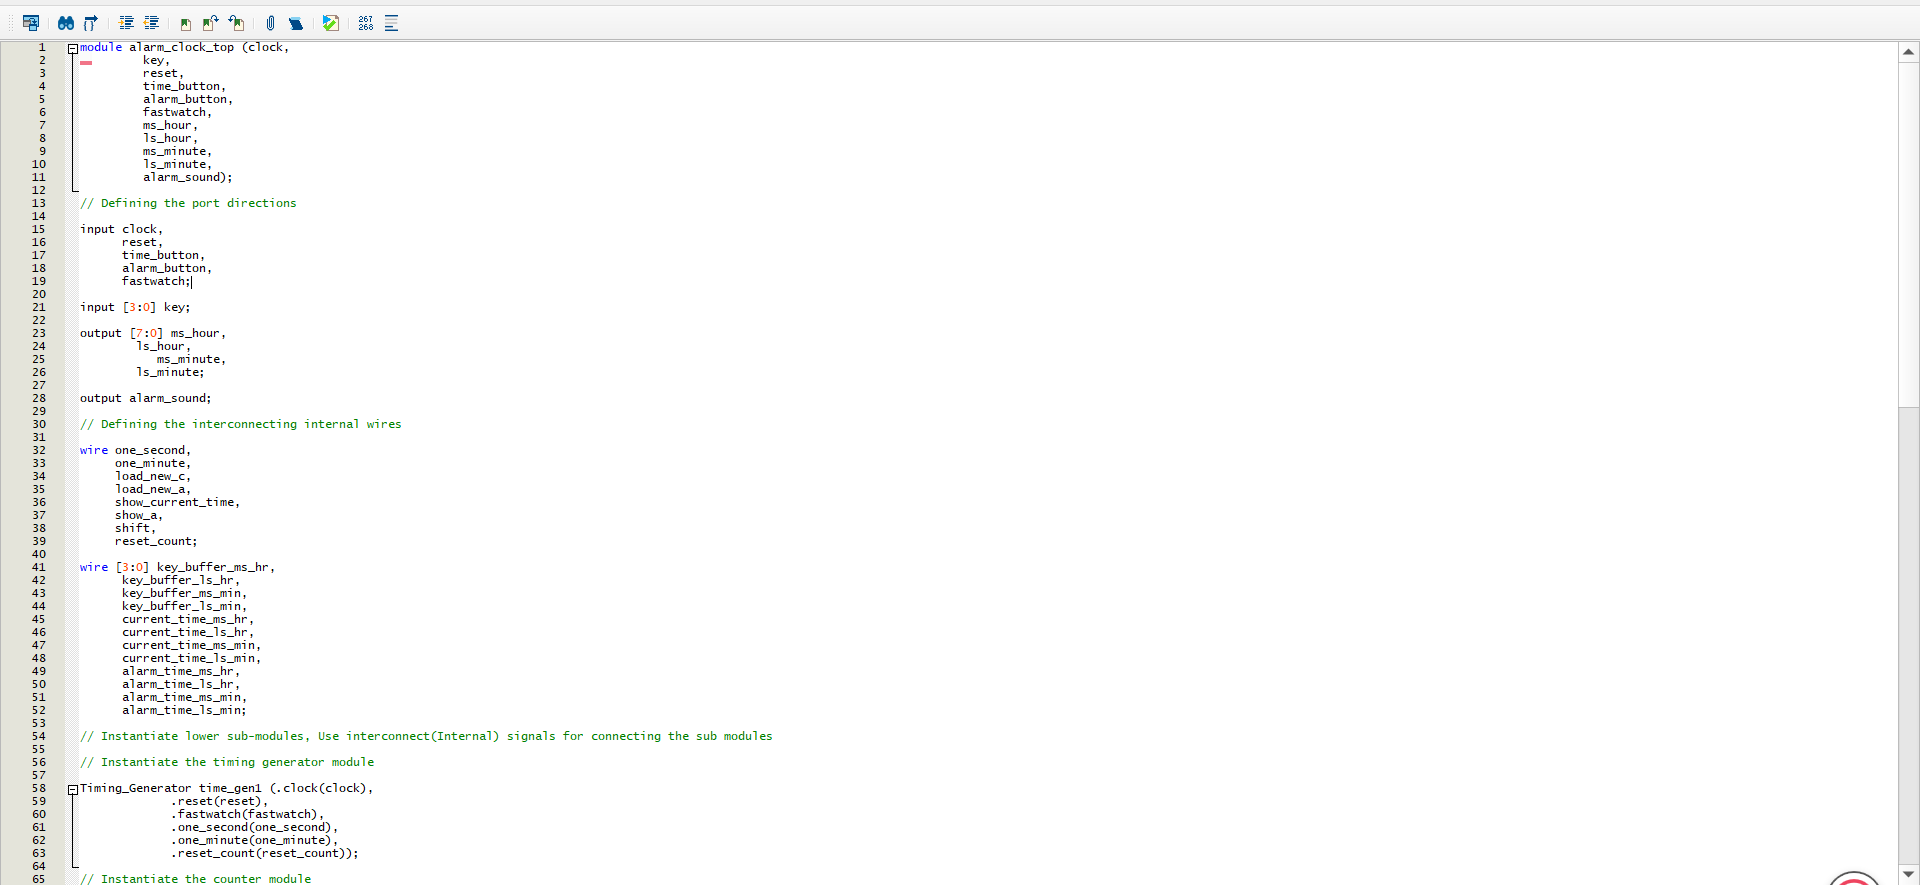 267
268
1 module alarm_clock_top (clock,
2 key,
3 reset,
4 time_button,
5 alarm_button,
6 fastwatch,
7 ms_hour,
8 ls_hour,
9 ms_minute,
10 ls_minute,
11 alarm_sound);
12
13 // Defining the port directions
14
15 input clock,
16 reset,
17 time_button,
18 alarm_button,
19 fastwatch;
20
21 input [3:0] key;
22
23 output [7:0] ms_hour,
24 ls_hour,
25 ms_minute,
26 ls_minute;
27
28 output alarm_sound;
29
30 // Defining the interconnecting internal wires
31
32 wire one_second,
33 one_minute,
34 load_new_c,
35 load_new_a,
36 show_current_time,
37 show_a,
38 shift,
39 reset_count;
40
41 wire [3:0] key_buffer_ms_hr,
42 key_buffer_ls_hr,
43 key_buffer_ms_min,
44 key_buffer_ls_min,
45 current_time_ms_hr,
46 current_time_ls_hr,
47 current_time_ms_min,
48 current_time_ls_min,
49 alarm_time_ms_hr,
50 alarm_time_ls_hr,
51 alarm_time_ms_min,
52 alarm_time_ls_min;
53
54 // Instantiate lower sub-modules, Use interconnect(Internal) signals for connecting the sub modules
55
56 // Instantiate the timing generator module
57
58 Timing_Generator time_gen1 (.clock(clock),
59 .reset(reset),
60 .fastwatch(fastwatch),
61 .one_second(one_second),
62 .one_minute(one_minute),
63 .reset_count(reset_count));
64
65 // Instantiate the counter module